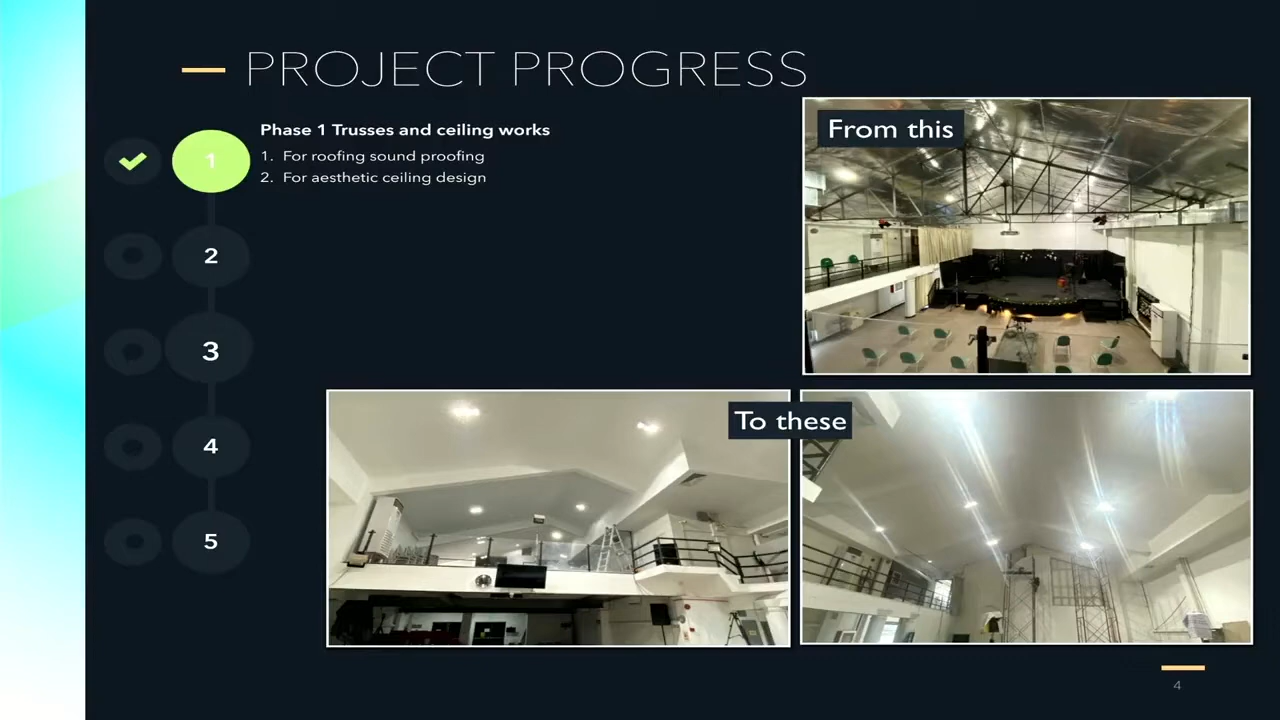 PROJECT PROGRESS
1
Phase 1 Trusses and ceiling works
1. For roofing sound proofing
2. For aesthetic ceiling design
2
3
4
5
From this
To these
4